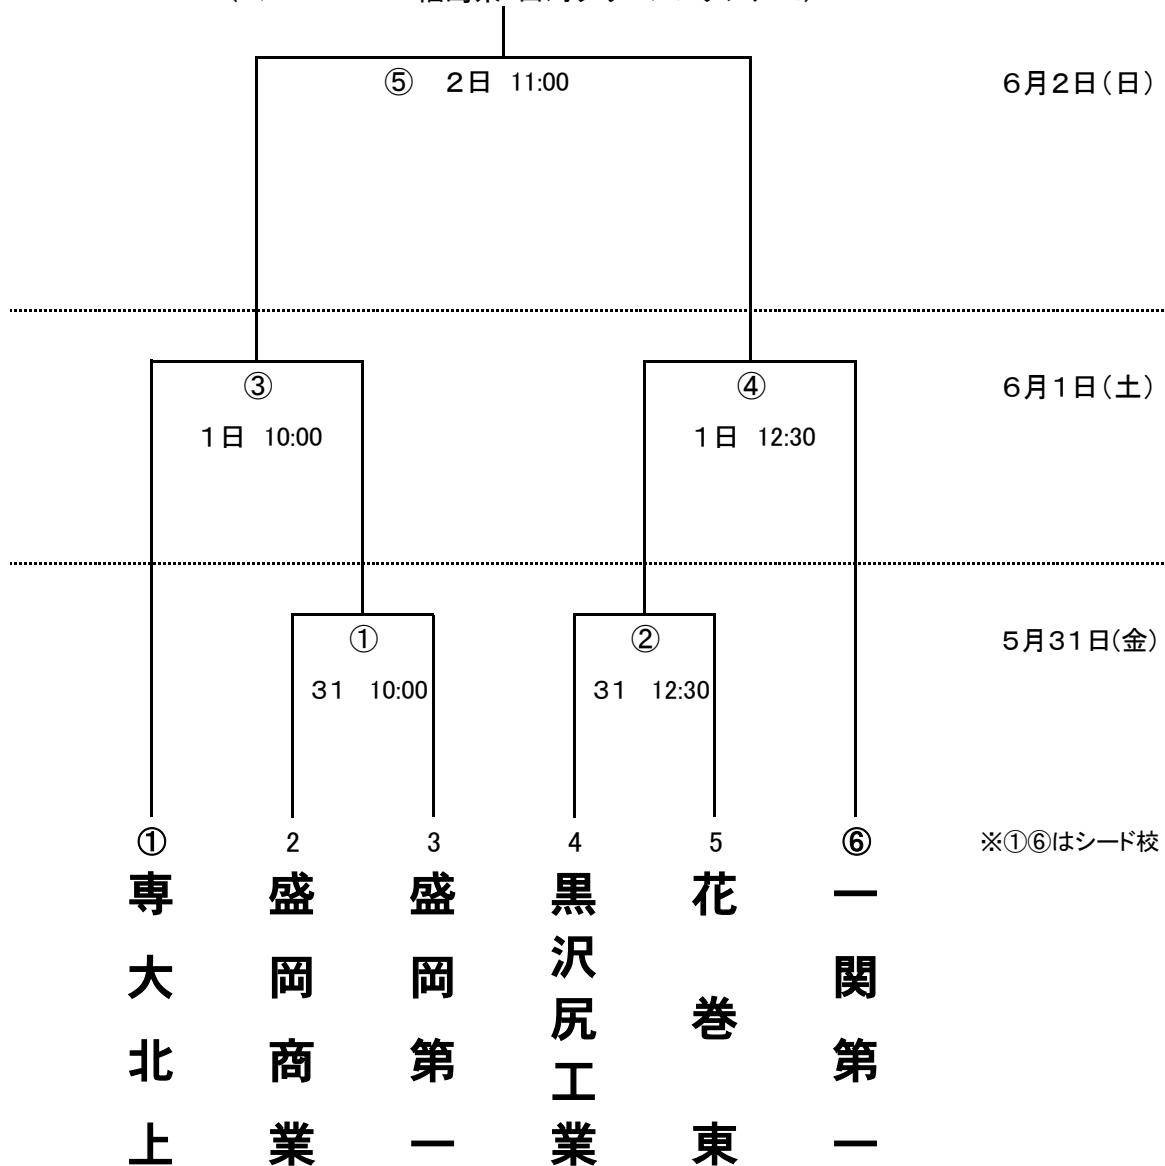 ⑤ ２日 11:00
６月２日（日）
③
１日 10:00
④
１日 12:30
６月１日（土）
①
３１ 10:00
②
３１ 12:30
５月３１日(金)
① 2 3 4 5 ⑥
※①⑥はシード校
専大北上
盛岡商業
盛岡第一
黒沢尻工業
花巻東
一関第一